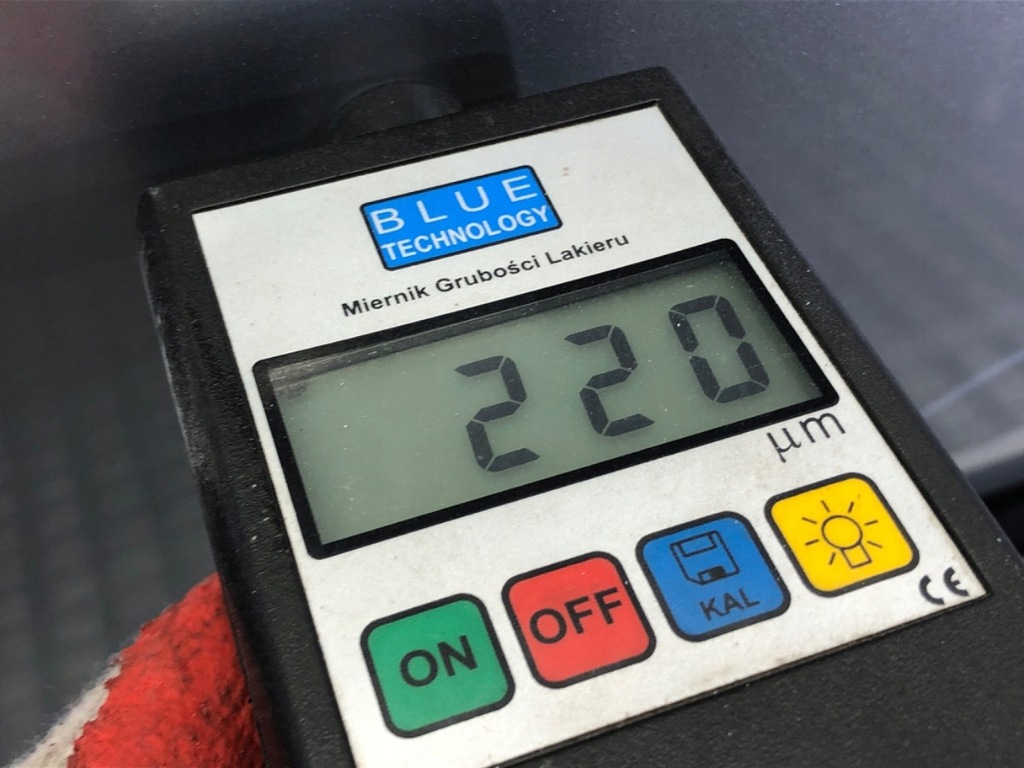 BLUE
TECHNOLOGY
Miernik Grubości Lakieru
220
µm
ON OFF KAL
CE